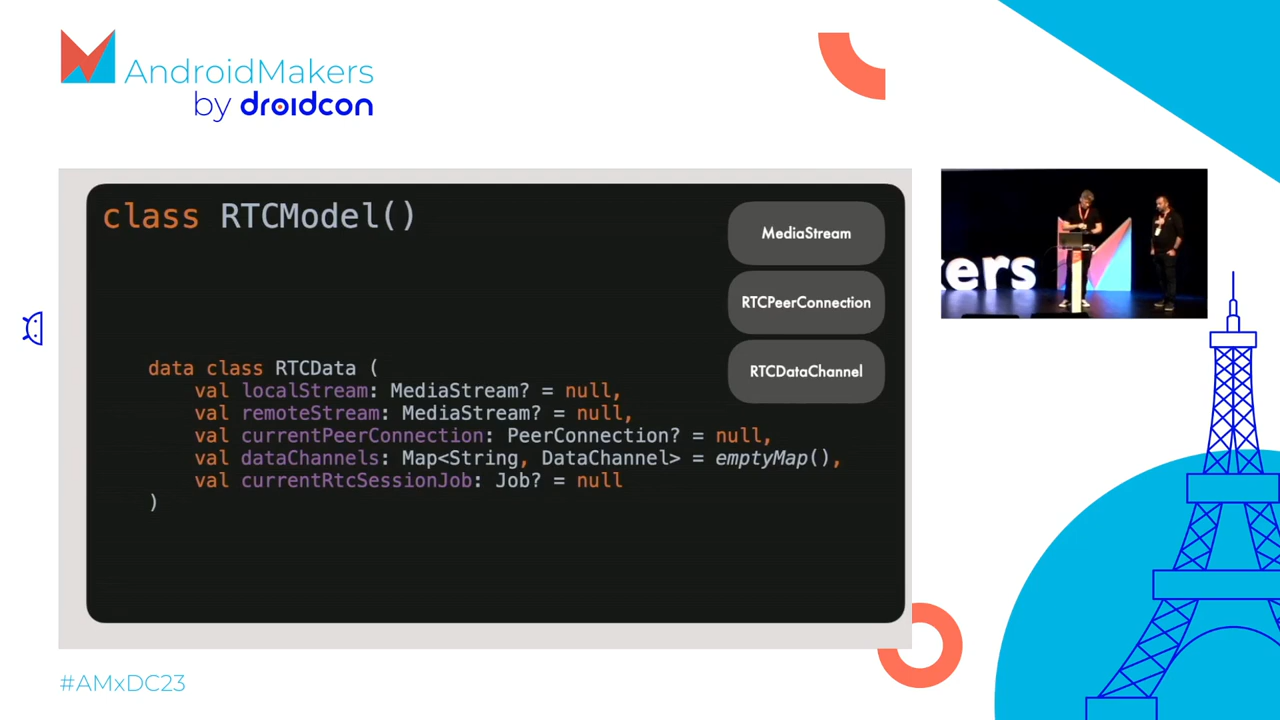 AndroidMakers
by droidcon
class RTCModel()
MediaStream
RTCPeerConnection
RTCDataChannel
data class RTCData (
val localStream: MediaStream? = null,
val remoteStream: MediaStream? = null,
val currentPeerConnection: PeerConnection? = null,
val dataChannels: Map<String, DataChannel> = emptyMap(),
val currentRtcSessionJob: Job? = null
)
kers
#AMxDC23